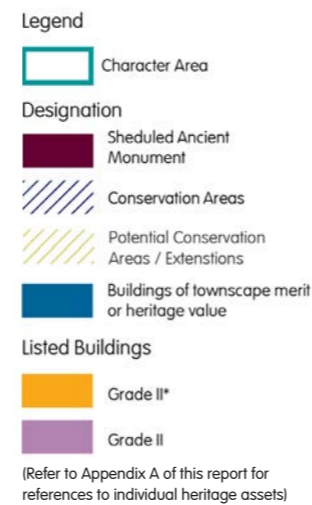 Legend
Character Area
Designation
Sheduled Ancient
Monument
Conservation Areas
Potential Conservation
Areas / Extenstions
Buildings of townscape merit
or heritage value
Listed Buildings
Grade II*
Grade II
(Refer to Appendix A of this report for
references to individual heritage assets)